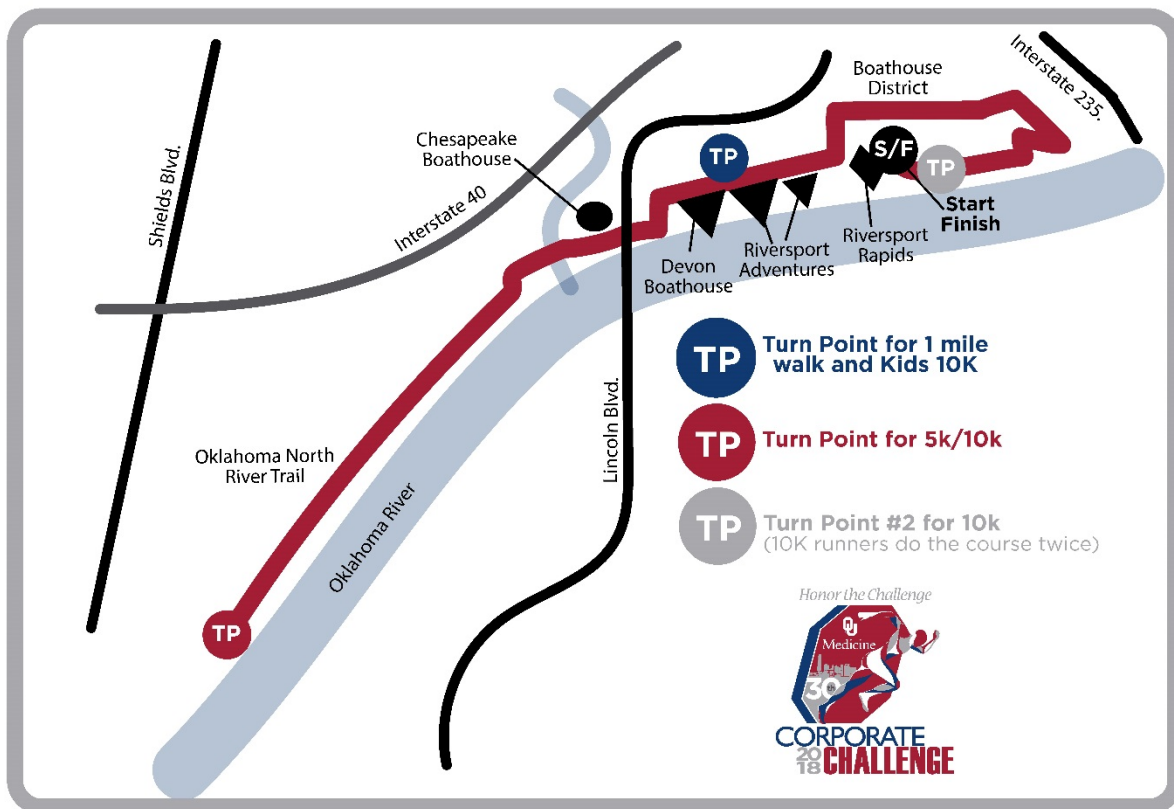 Shields Blvd.
Interstate 40
Chesapeake
Boathouse
Boathouse
District
Interstate 235.
TP
S/F
TP
Start
Finish
Devon
Boathouse
Riversport
Adventures
Riversport
Rapids
Lincoln Blvd.
Oklahoma North
River Trail
Oklahoma River
TP
TP
Turn Point for 1 mile
walk and Kids 10K
TP
Turn Point for 5k/10k
TP
Turn Point #2 for 10k
(10K runners do the course twice)
Honor the Challenge
OU
Medicine
30th
CORPORATE
2018 CHALLENGE